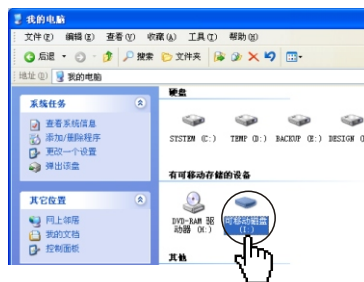 我的电脑
文件(F) 编辑(E) 查看(V) 收藏(A) 工具(T) 帮助(H)
后退 搜索 文件夹
地址(D) 我的电脑
系统任务
查看系统信息
添加/删除程序
更改一个设置
弹出该盘
其它位置
网上邻居
我的文档
控制面板
硬盘
SYSTEM (C:) TEMP (D:) BACKUP (E:) DESIGN (
有可移动存储的设备
DVD-RAM 驱
动器 (H:)
可移动磁盘
(I:)
其他